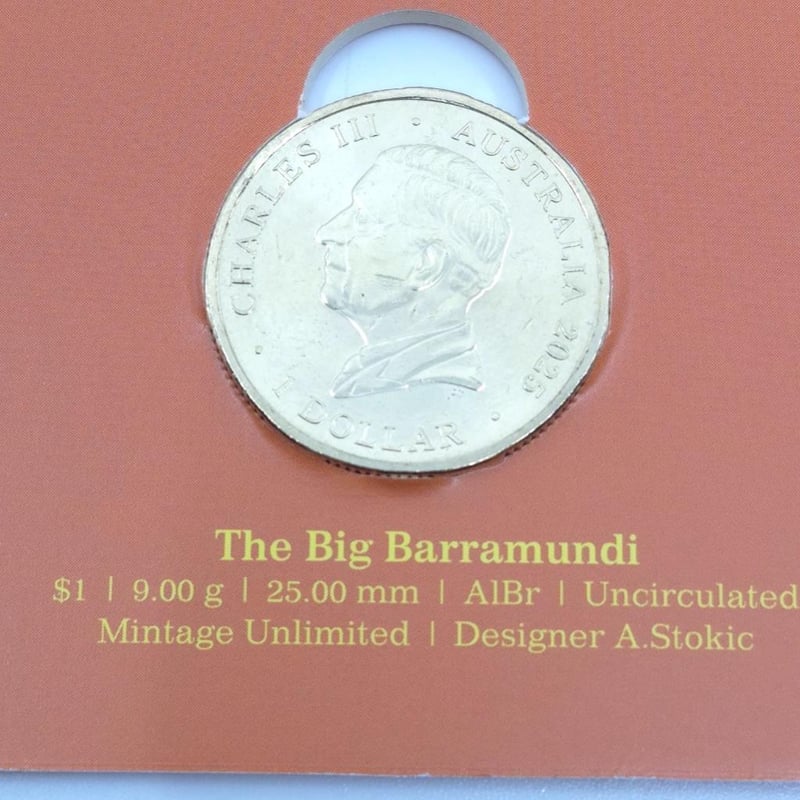 CHARLES III • AUSTRALIA 2025
• 1 DOLLAR •
The Big Barramundi
$1 | 9.00 g | 25.00 mm | AlBr | Uncirculated
Mintage Unlimited | Designer A.Stokic